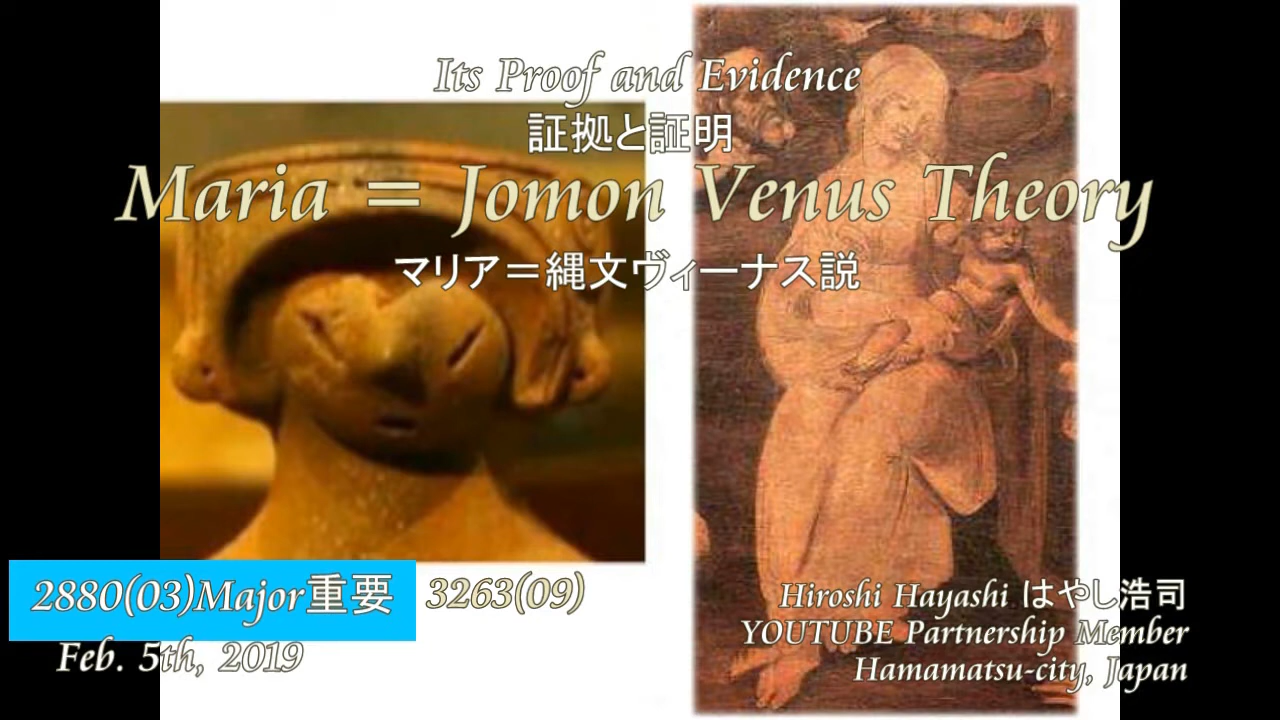 Its Proof and Evidence
証拠と証明
Maria = Jomon Venus Theory
マリア＝縄文ヴィーナス説
2880(03)Major重要 3263(09)
Feb. 5th, 2019
Hiroshi Hayashi はやし浩司
YOUTUBE Partnership Member
Hamamatsu-city, Japan